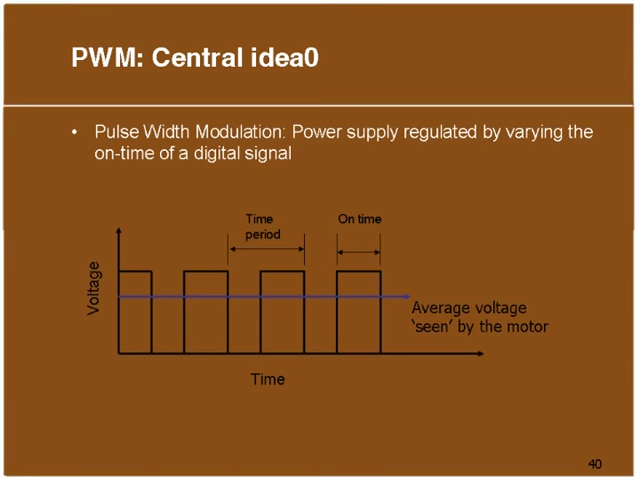 PWM: Central idea0
• Pulse Width Modulation: Power supply regulated by varying the
on-time of a digital signal
Time
period
On time
Voltage
Average voltage
‘seen’ by the motor
Time
40